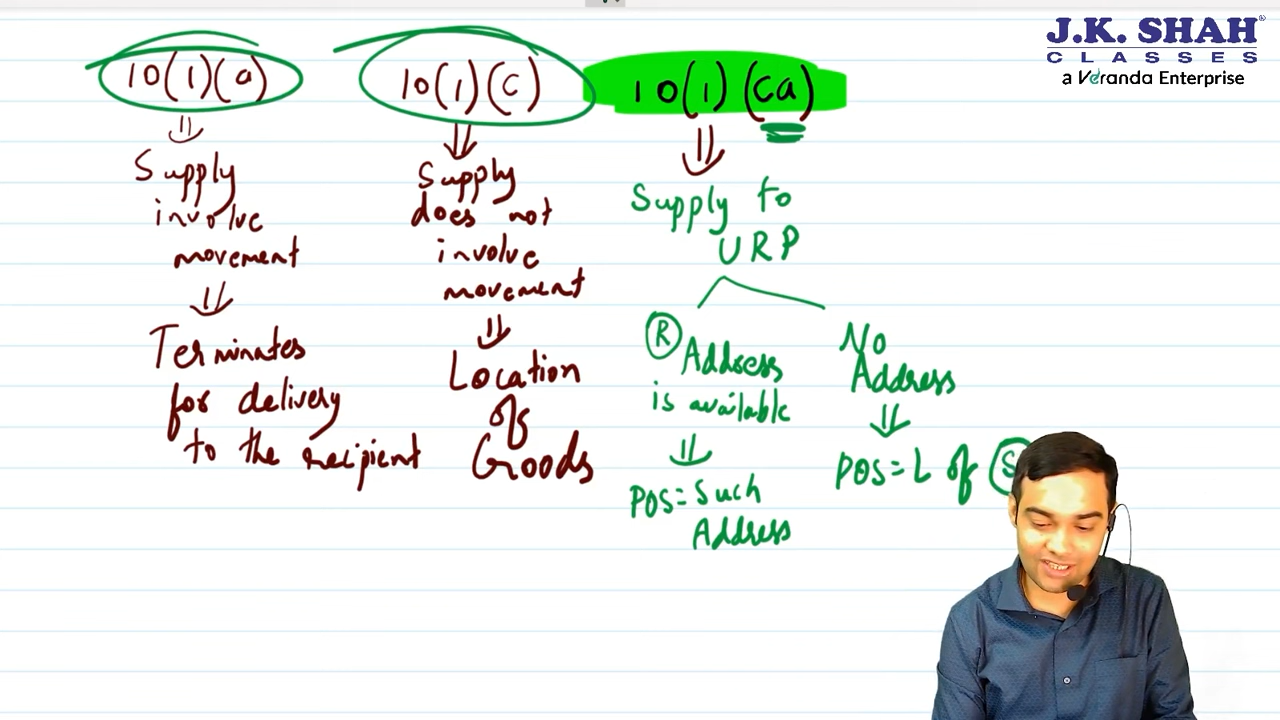 J.K. SHAH®
CLASSES
a Veranda Enterprise
10(1)(a)
Supply
involve
movement
Terminates
for delivery
to the recipient
10(1)(c)
Supply
does not
involve
movement
Location
of
Goods
10(1)(ca)
Supply to
URP
R Address
is available
POS = Such
Address
No
Address
POS = L of S